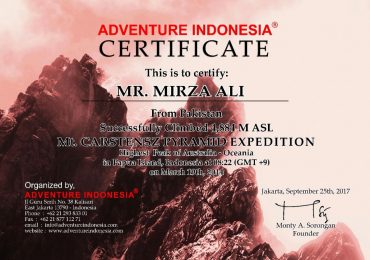 ADVENTURE INDONESIA®
CERTIFICATE
This is to certify:
MR. MIRZA ALI
From Pakistan
Successfully Climbed 4,884 M ASL
Mt. CARSTENSZ PYRAMID EXPEDITION
Highest Peak of Australia - Oceania
in Papua Island, Indonesia at 08:22 (GMT +9)
on March 19th,
Organized by,
ADVENTURE INDONESIA®
Jl Guru Serih No. 38 Kalisari
East Jakarta 13790 - Indonesia
Phone : +62 21 293 833 01
Fax : +62 21 877 112 71
email : info@adventureindonesia.com
website : www.adventureindonesia.com
Jakarta, September 25th, 2017
Monty A. Sorongan
Founder